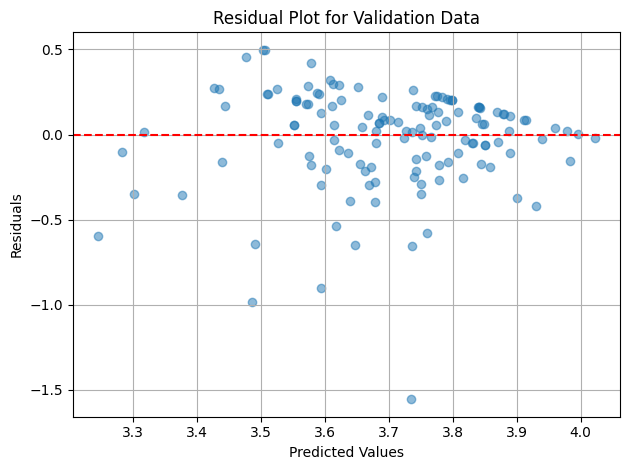 Residual Plot for Validation Data
0.5
0.0
−0.5
−1.0
−1.5
Residuals
3.3 3.4 3.5 3.6 3.7 3.8 3.9 4.0
Predicted Values